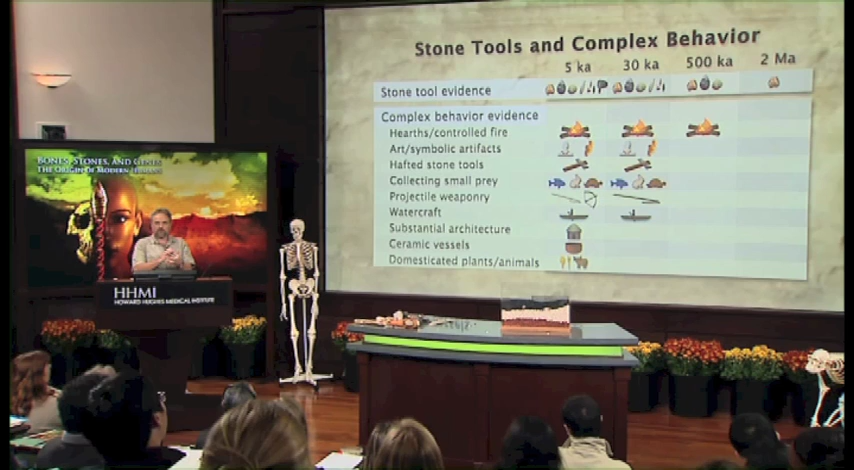 Stone Tools and Complex Behavior
5 ka 30 ka 500 ka 2 Ma
Stone tool evidence
Complex behavior evidence
Hearths/controlled fire
Art/symbolic artifacts
Hafted stone tools
Collecting small prey
Projectile weaponry
Watercraft
Substantial architecture
Ceramic vessels
Domesticated plants/animals
Bones, Stones, and Genes
The Origin of Modern Humans
HHMI
HOWARD HUGHES MEDICAL INSTITUTE